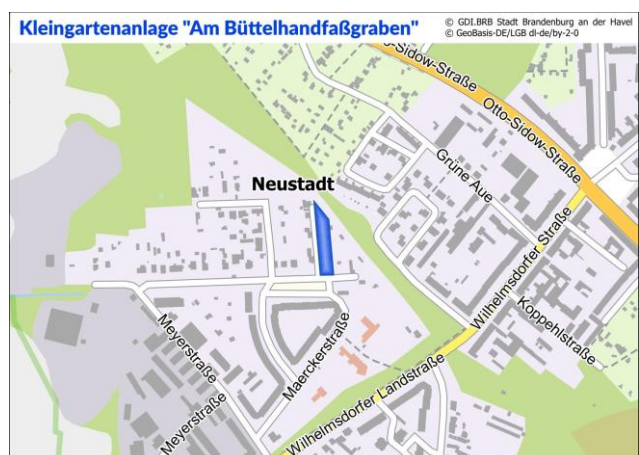 Kleingartenanlage "Am Büttelhandfaßgraben"
© GDI.BRB Stadt Brandenburg an der Havel
© GeoBasis-DE/LGB dl-de/by-2-0
o-Sidow-Straße
Otto-Sidow-Straße
Grüne Aue
Neustadt
Wilhelmsdorfer Straße
Koppehlstraße
Meyerstraße
Maerckerstraße
Meyerstraße
Wilhelmsdorfer Landstraße